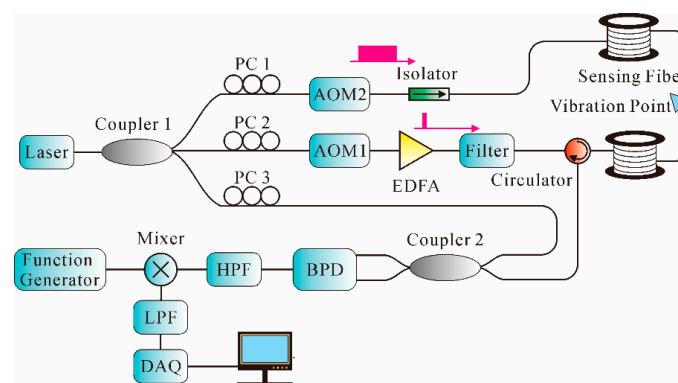 PC 1
Isolator
AOM2
Sensing Fibe
Coupler 1
PC 2
Vibration Point
Laser
AOM1
Filter
EDFA
Circulator
PC 3
Mixer
Coupler 2
Function
Generator
HPF
BPD
LPF
DAQ